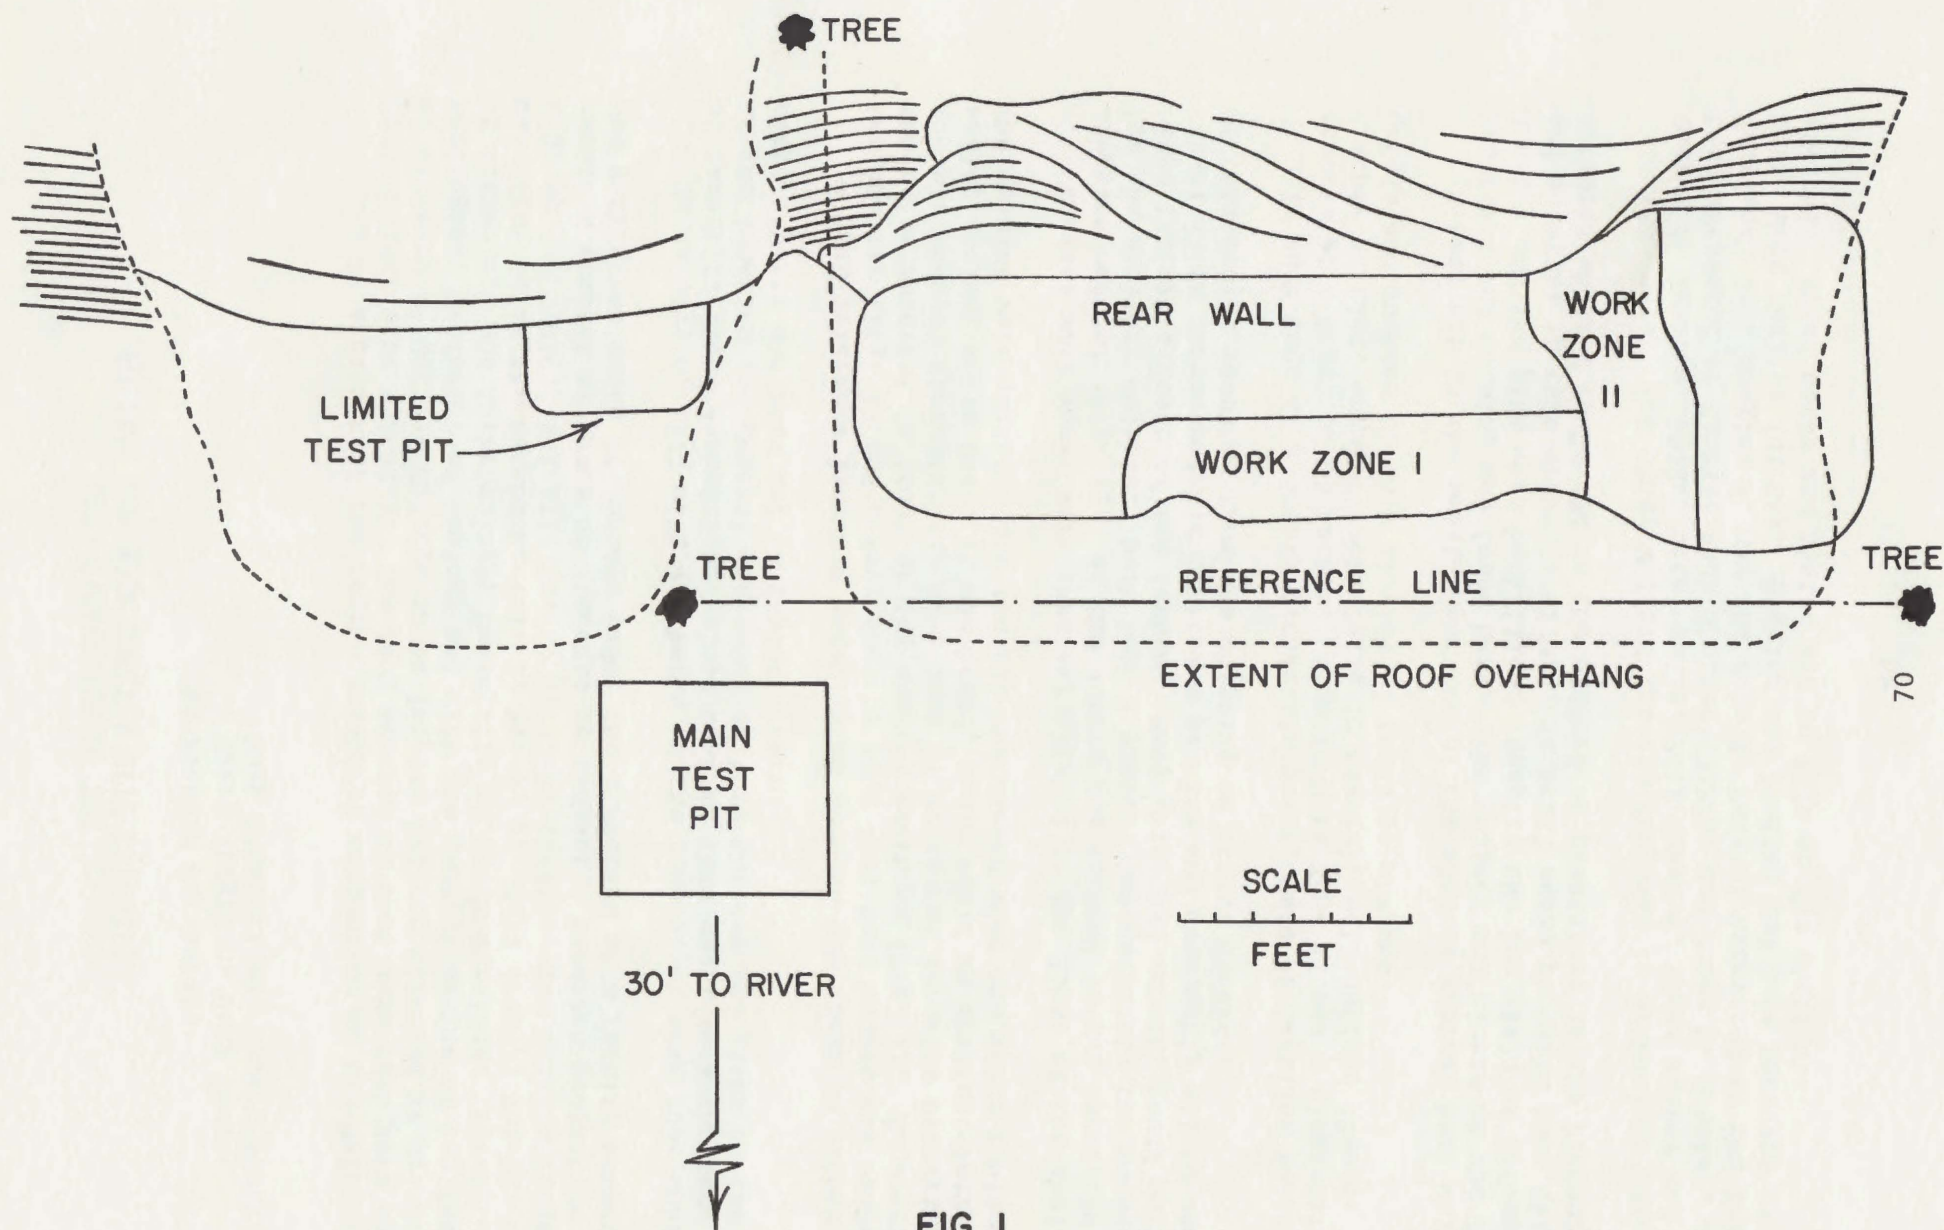 TREE
REAR WALL
WORK
ZONE
II
LIMITED
TEST PIT
WORK ZONE I
TREE
REFERENCE LINE
TREE
EXTENT OF ROOF OVERHANG
70
MAIN
TEST
PIT
SCALE
FEET
30' TO RIVER
FIG. I